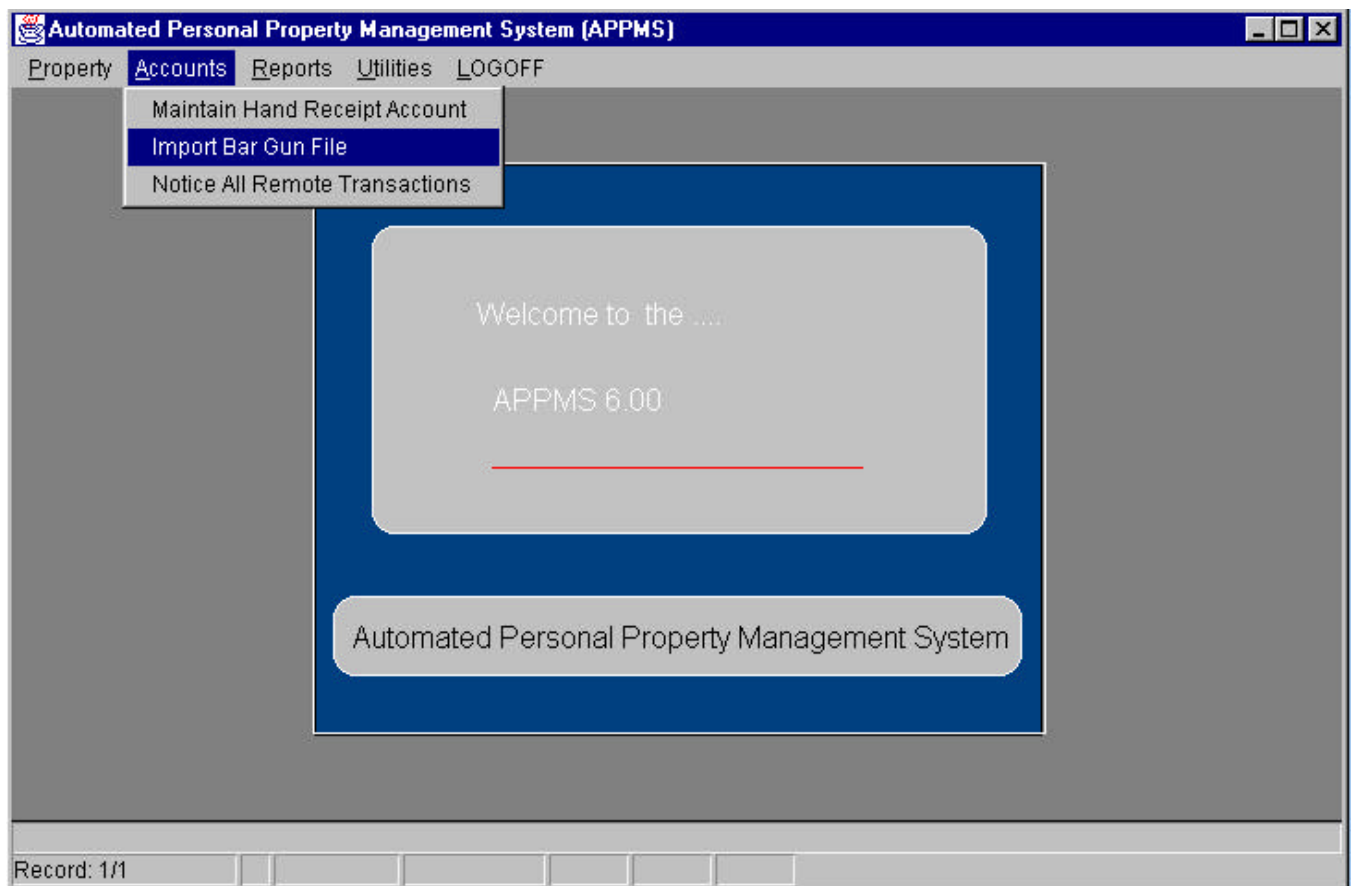 Automated Personal Property Management System (APPMS)
Property Accounts Reports Utilities LOGOFF
Maintain Hand Receipt Account
Import Bar Gun File
Notice All Remote Transactions
Welcome to the ....
APPMS 6.00
Automated Personal Property Management System
Record: 1/1